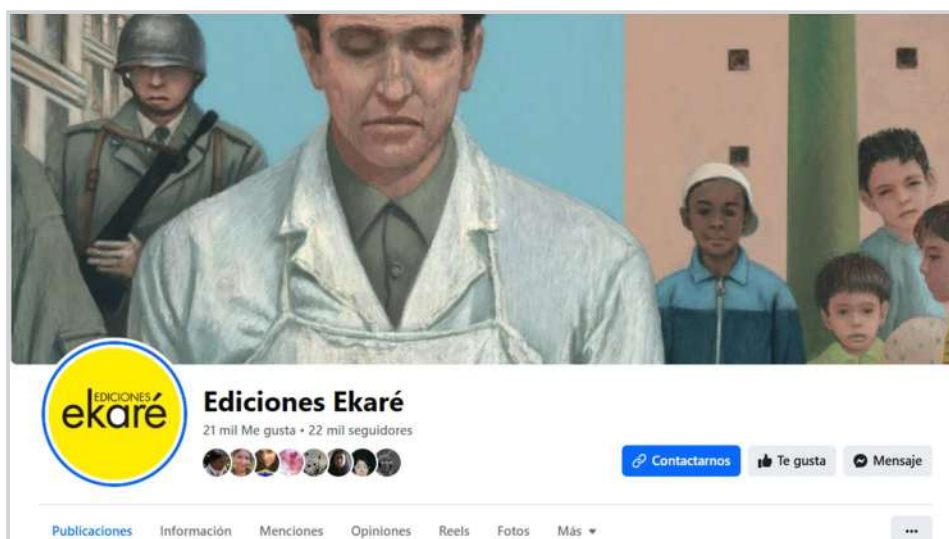 EDICIONES
ekaré
Ediciones Ekaré
21 mil Me gusta • 22 mil seguidores
Contactarnos
Te gusta
Mensaje
Publicaciones
Información
Menciones
Opiniones
Reels
Fotos
Más
...